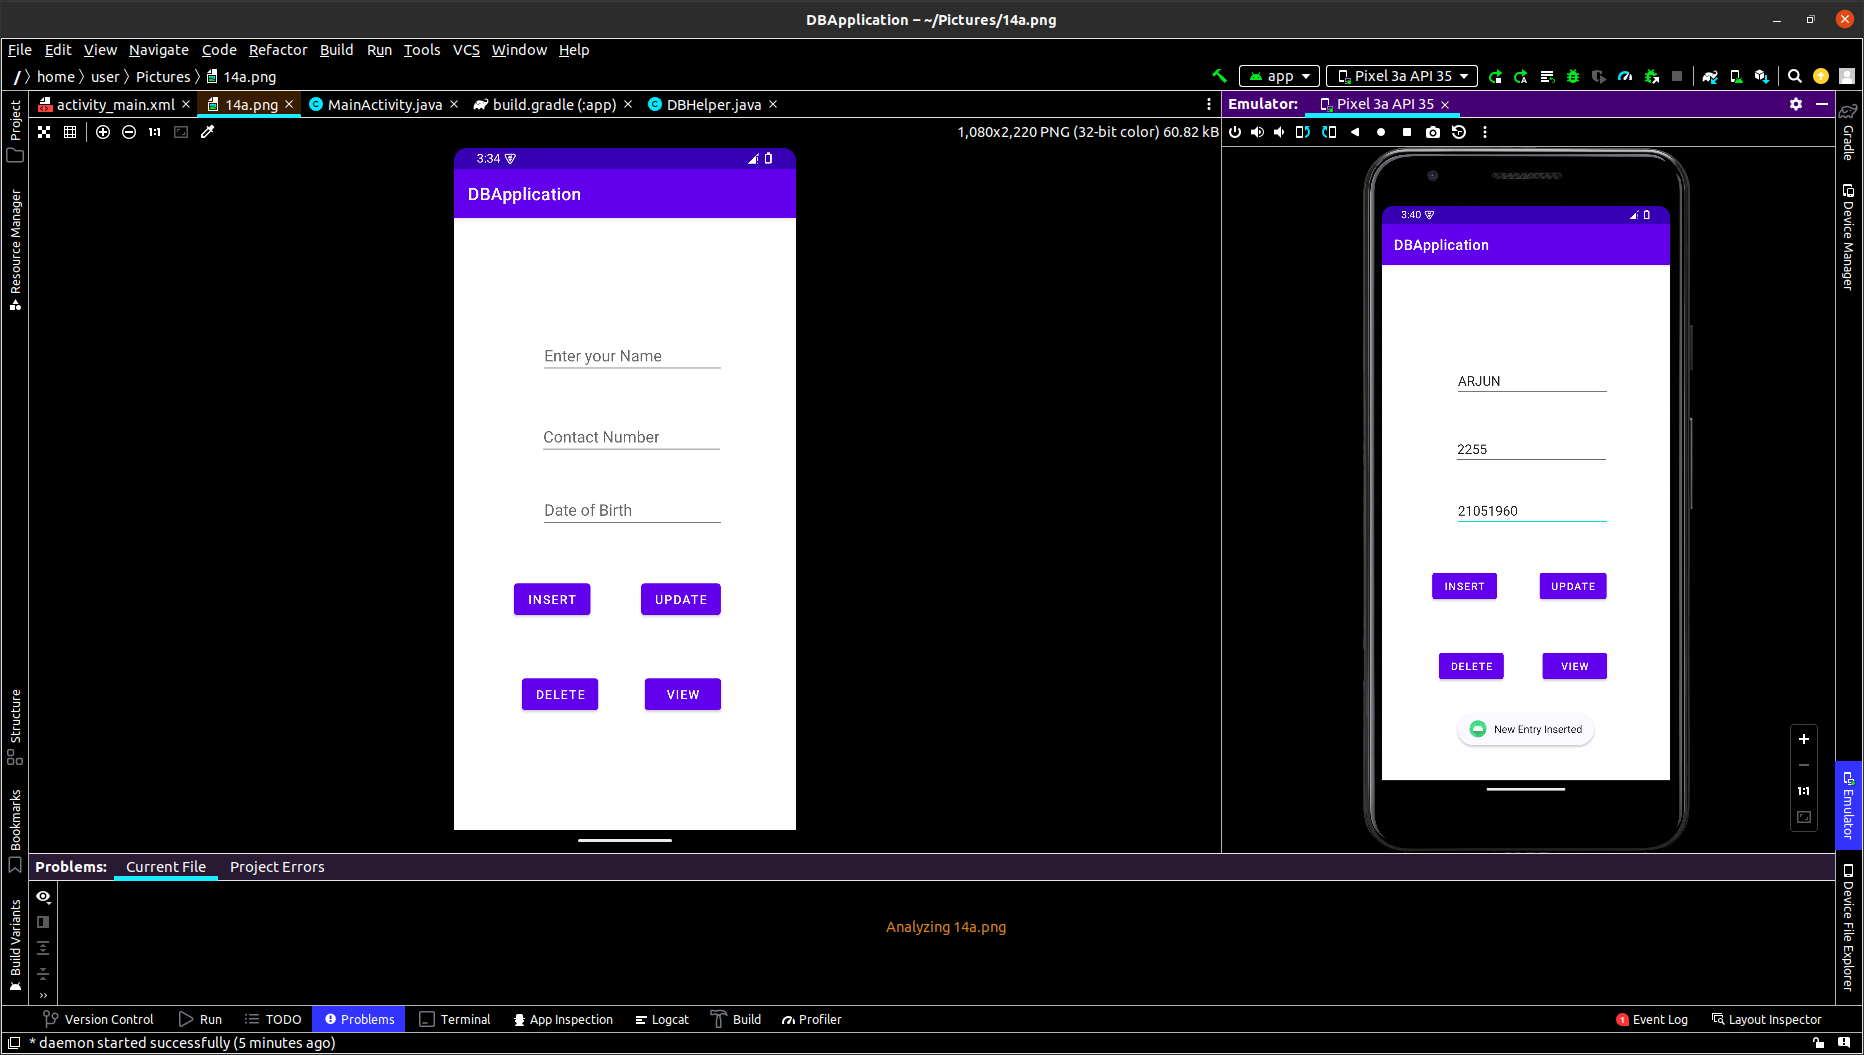 DBApplication – ~/Pictures/14a.png
File Edit View Navigate Code Refactor Build Run Tools VCS Window Help
/ 〉 home 〉 user 〉 Pictures 〉 14a.png
app Pixel 3a API 35
activity_main.xml × 14a.png × MainActivity.java × build.gradle (:app) × DBHelper.java ×
Emulator: Pixel 3a API 35 ×
1:1 1,080x2,220 PNG (32-bit color) 60.82 kB
Project
Resource Manager
Structure
Bookmarks
Build Variants
3:34
DBApplication
Enter your Name
Contact Number
Date of Birth
INSERT UPDATE
DELETE VIEW
3:40
DBApplication
ARJUN
2255
21051960
INSERT UPDATE
DELETE VIEW
New Entry Inserted
+
−
1:1
Gradle
Device Manager
Emulator
Device File Explorer
Problems: Current File Project Errors
Analyzing 14a.png
»
Version Control Run TODO Problems Terminal App Inspection Logcat Build Profiler 1 Event Log Layout Inspector
* daemon started successfully (5 minutes ago)